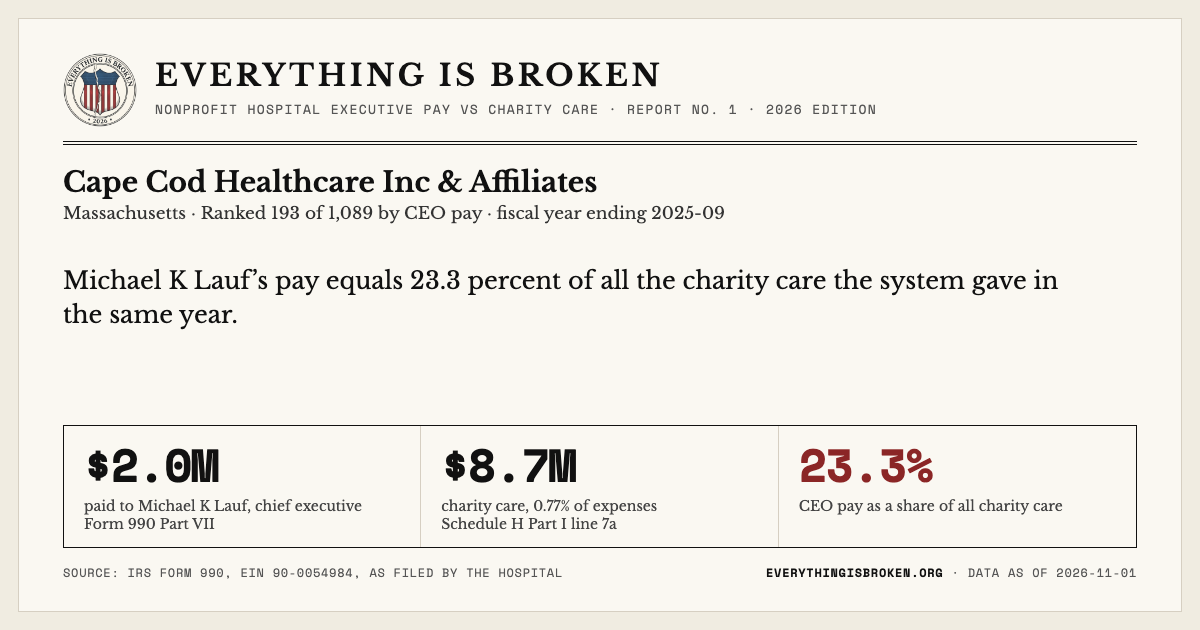 EVERYTHING IS BROKEN
· 2026 ·
EVERYTHING IS BROKEN
NONPROFIT HOSPITAL EXECUTIVE PAY VS CHARITY CARE · REPORT NO. 1 · 2026 EDITION
Cape Cod Healthcare Inc & Affiliates
Massachusetts · Ranked 193 of 1,089 by CEO pay · fiscal year ending 2025-09
Michael K Lauf’s pay equals 23.3 percent of all the charity care the system gave in
the same year.
$2.0M
paid to Michael K Lauf, chief executive
Form 990 Part VII
$8.7M
charity care, 0.77% of expenses
Schedule H Part I line 7a
23.3%
CEO pay as a share of all charity care
SOURCE: IRS FORM 990, EIN 90-0054984, AS FILED BY THE HOSPITAL
EVERYTHINGISBROKEN.ORG · DATA AS OF 2026-11-01